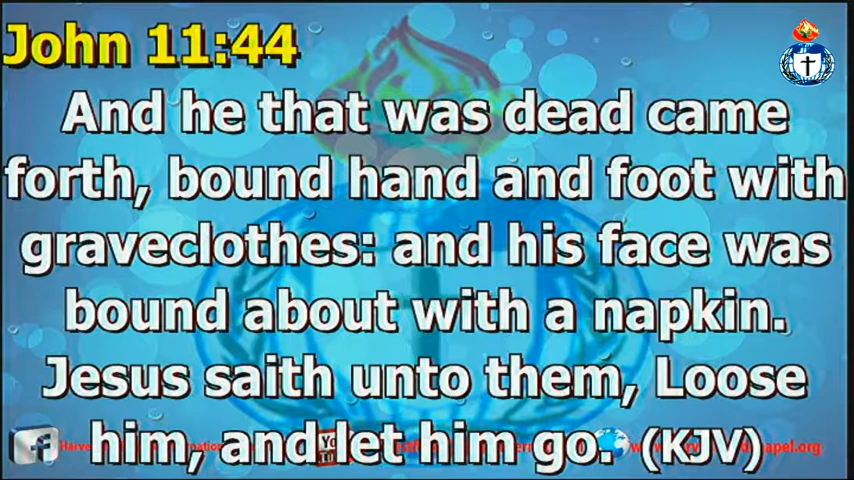 John 11:44
And he that was dead came
forth, bound hand and foot with
graveclothes: and his face was
bound about with a napkin.
Jesus saith unto them, Loose
him, and let him go. (KJV)